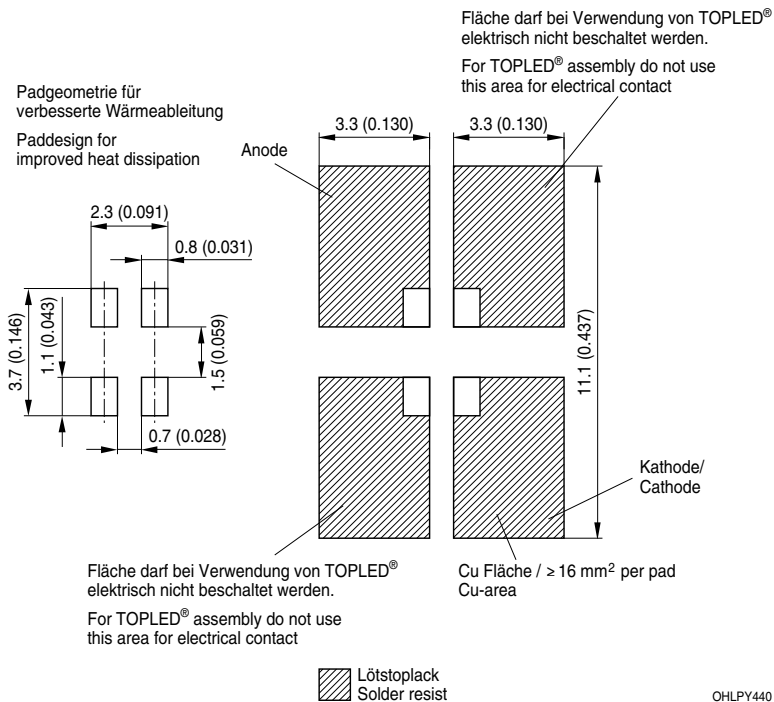 Fläche darf bei Verwendung von TOPLED®
elektrisch nicht beschaltet werden.
For TOPLED® assembly do not use
this area for electrical contact
Padgeometrie für
verbesserte Wärmeableitung
Paddesign for
improved heat dissipation
Anode
3.3 (0.130)
3.3 (0.130)
2.3 (0.091)
0.8 (0.031)
3.7 (0.146)
1.1 (0.043)
1.5 (0.059)
0.7 (0.028)
11.1 (0.437)
Kathode/
Cathode
Fläche darf bei Verwendung von TOPLED®
elektrisch nicht beschaltet werden.
For TOPLED® assembly do not use
this area for electrical contact
Cu Fläche / ≥ 16 mm² per pad
Cu-area
Lötstoplack
Solder resist
OHLPY440